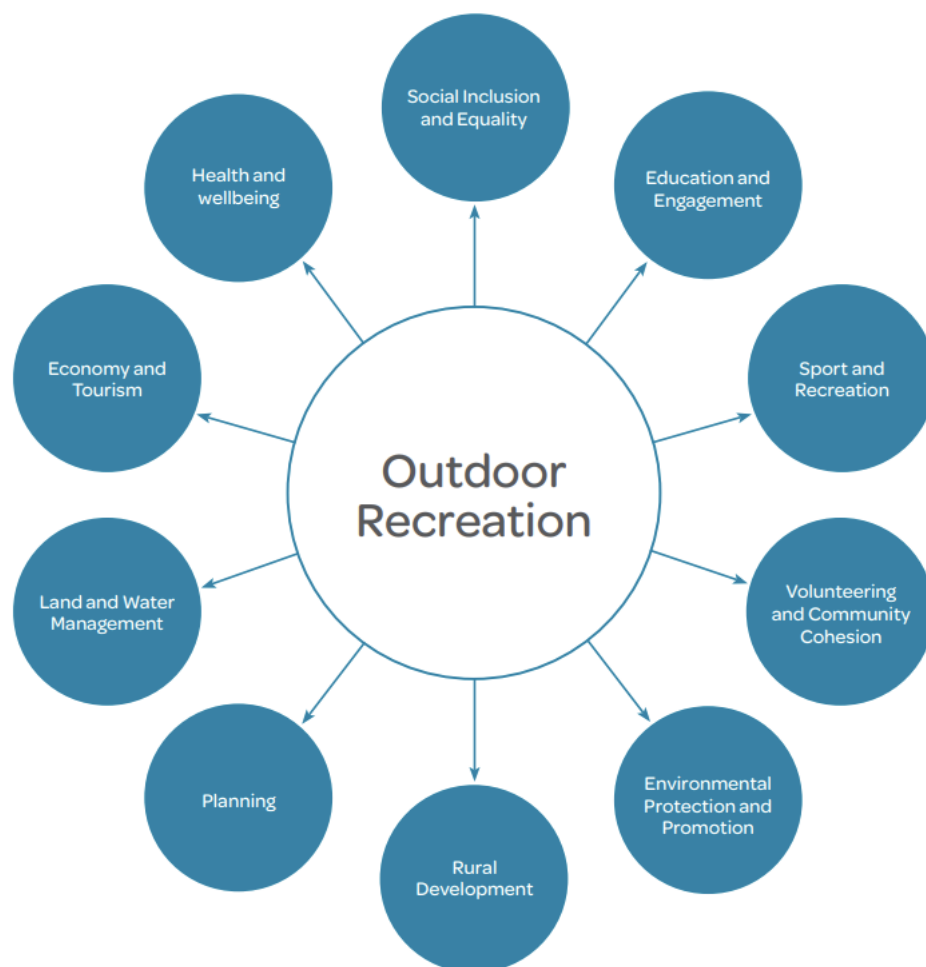 Social Inclusion
and Equality
Education and
Engagement
Sport and
Recreation
Volunteering
and Community
Cohesion
Environmental
Protection and
Promotion
Rural
Development
Planning
Land and Water
Management
Economy and
Tourism
Health and
wellbeing
Outdoor
Recreation